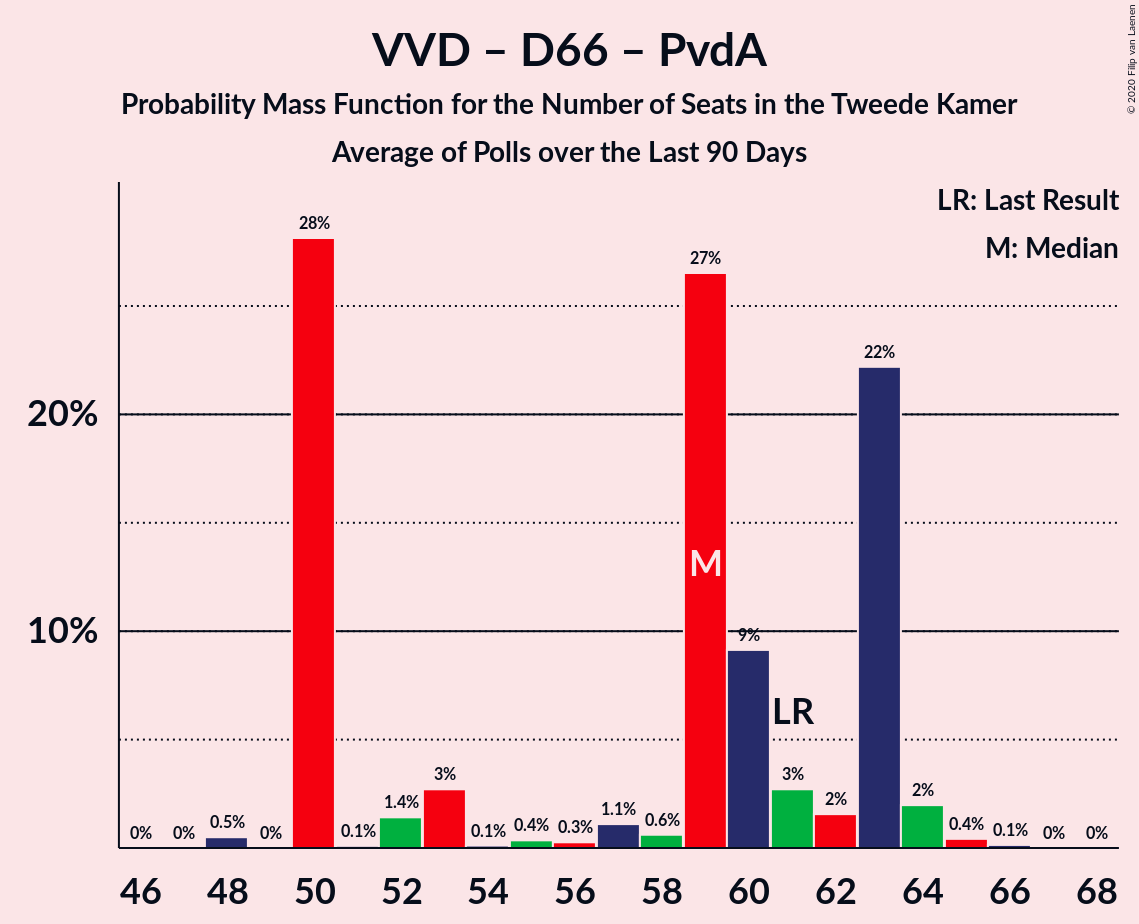 VVD – D66 – PvdA
Probability Mass Function for the Number of Seats in the Tweede Kamer
Average of Polls over the Last 90 Days
© 2020 Filip van Laenen
LR: Last Result
M: Median
28%
27%
22%
20%
M
10%
9%
LR
3%
3%
2%
2%
1.4%
1.1%
0%
0%
0.5%
0%
0.1%
0.1%
0.4%
0.3%
0.6%
0.4%
0.1%
0%
0%
46 48 50 52 54 56 58 60 62 64 66 68